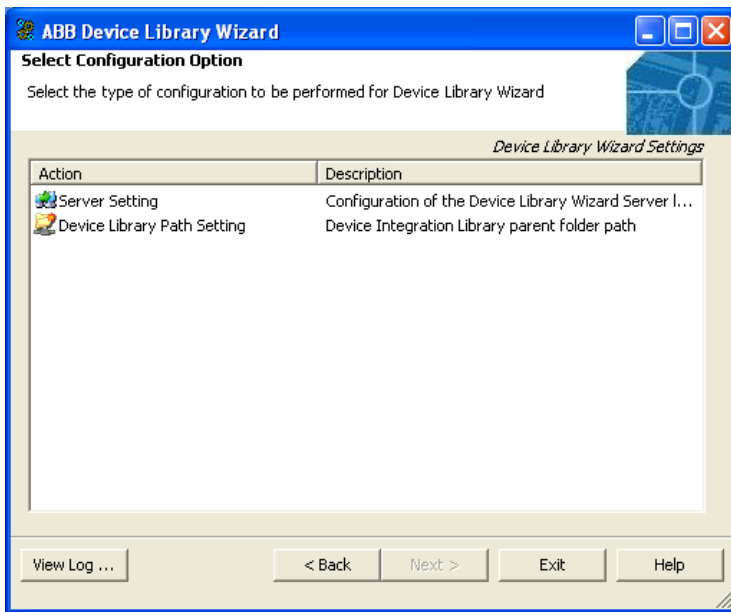 ABB Device Library Wizard
Select Configuration Option
Select the type of configuration to be performed for Device Library Wizard
Device Library Wizard Settings
Action Description
Server Setting Configuration of the Device Library Wizard Server l...
Device Library Path Setting Device Integration Library parent folder path
View Log ... < Back Next > Exit Help